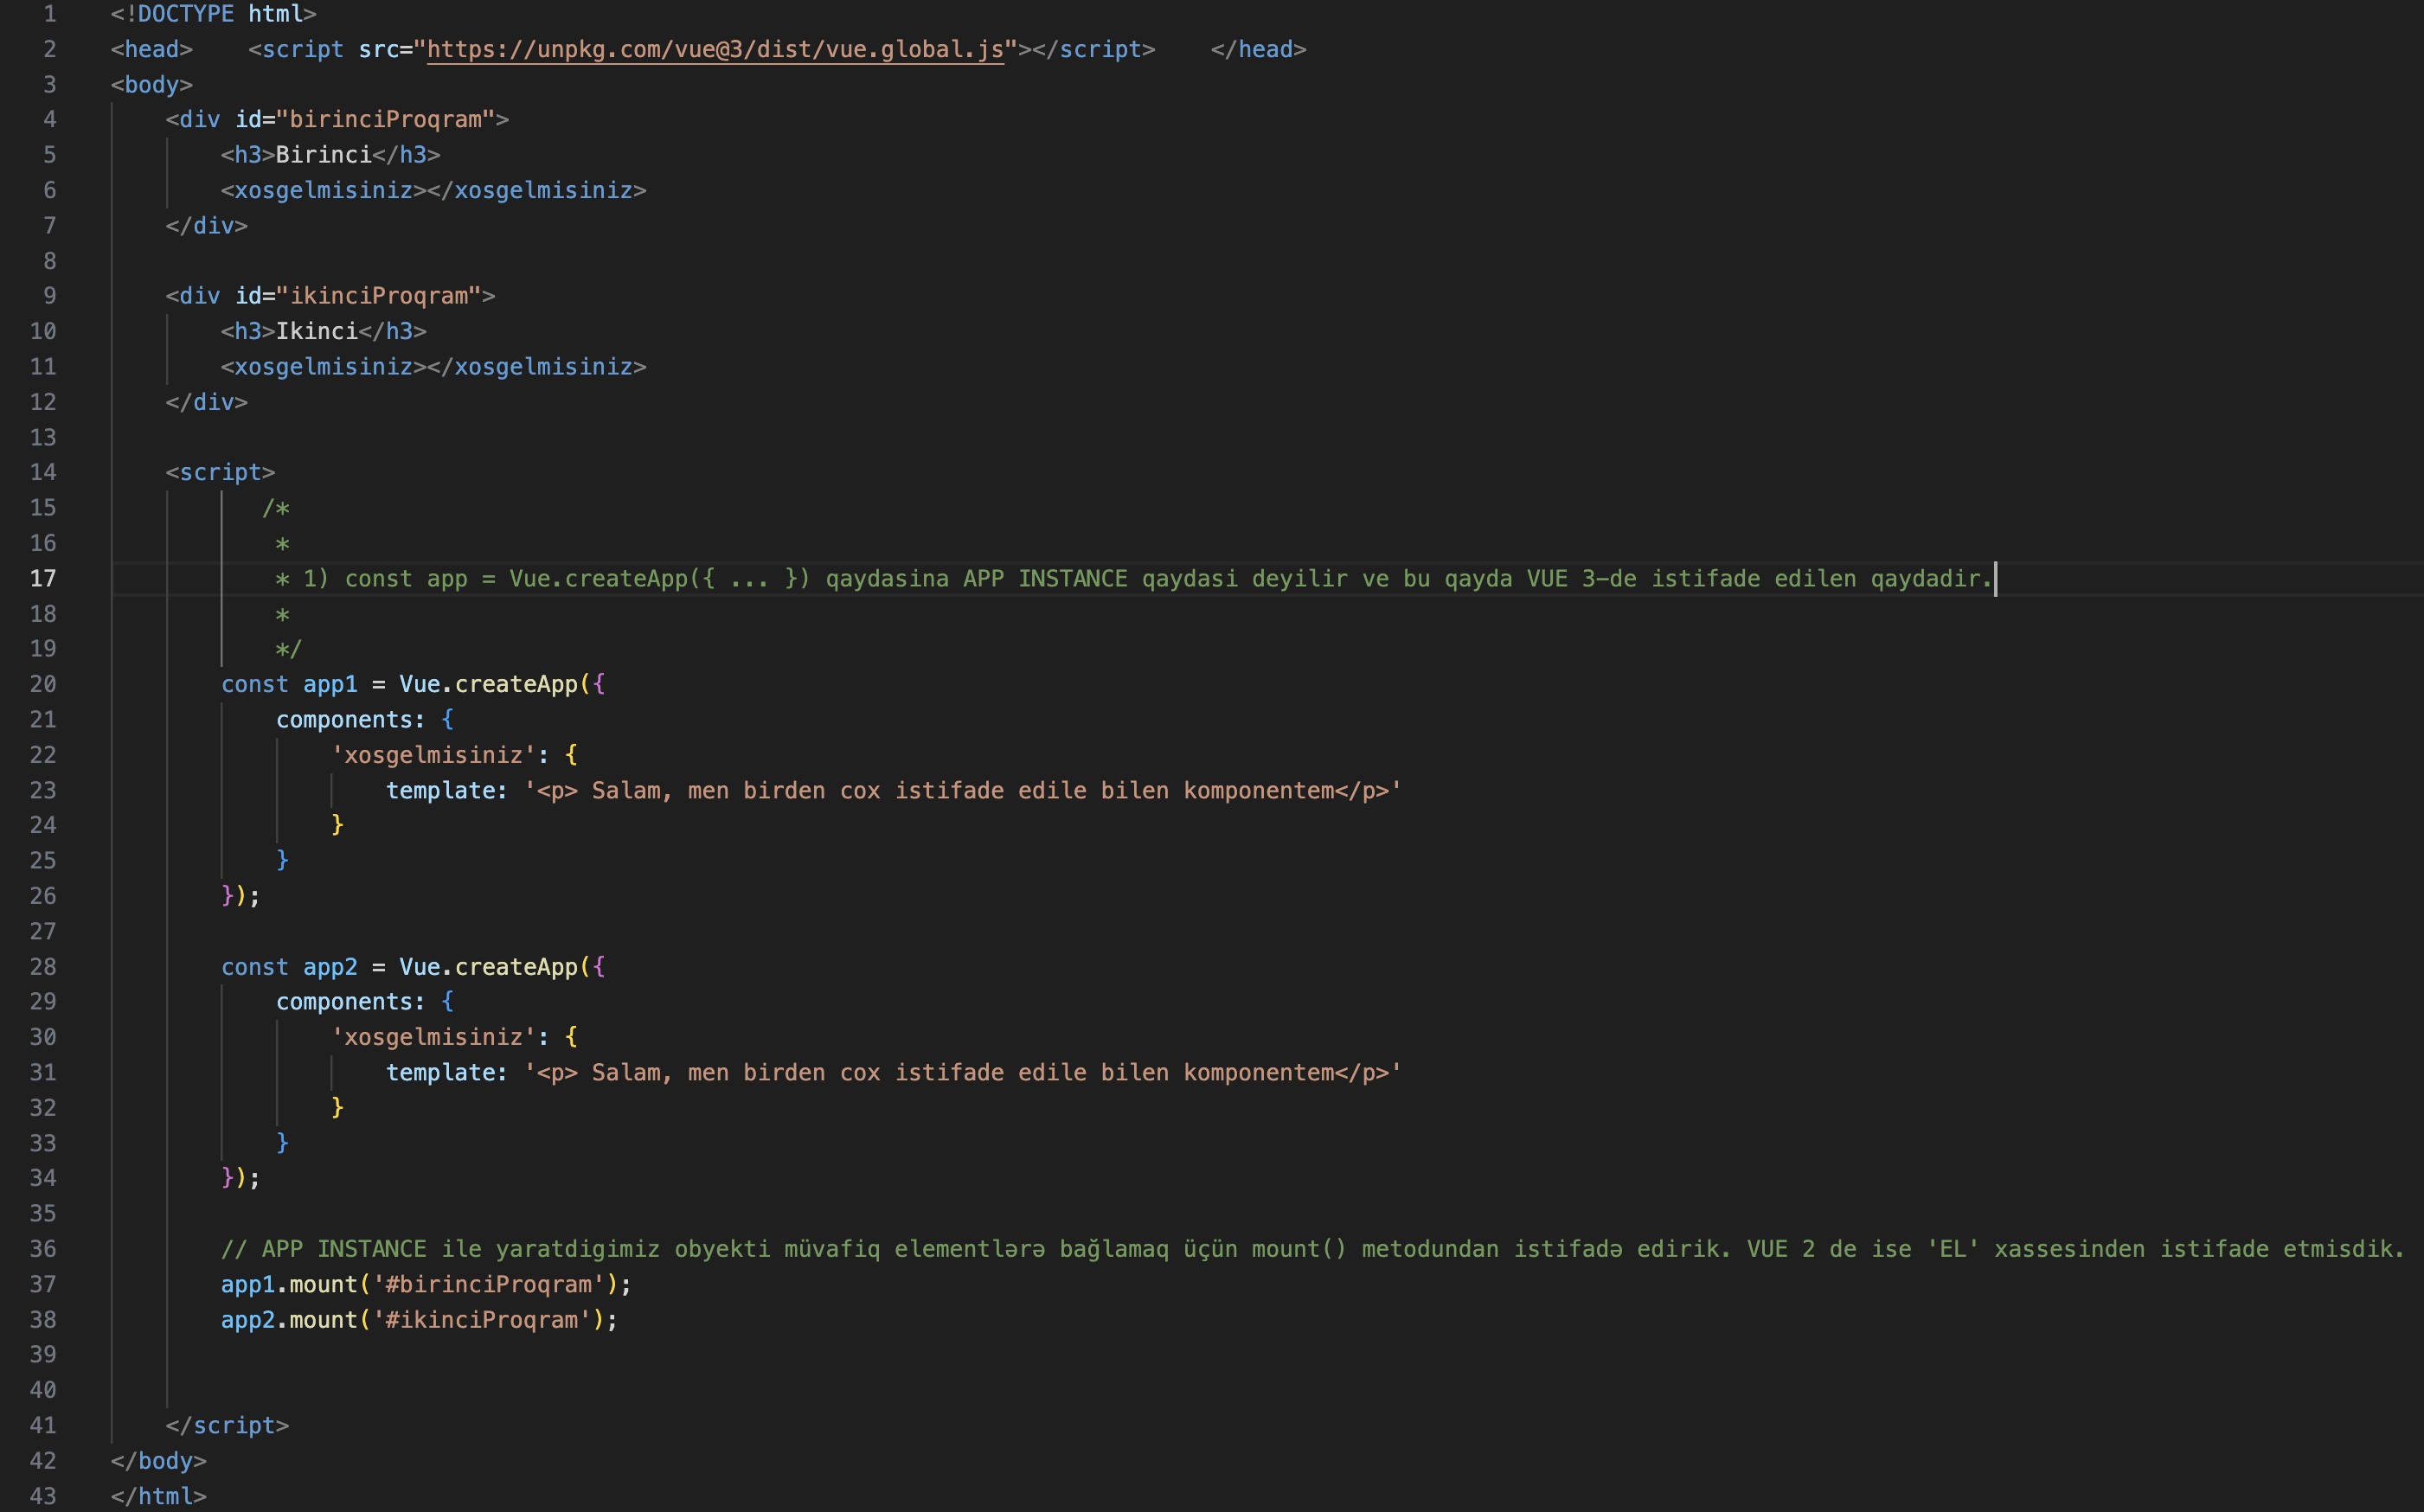 1 <!DOCTYPE html>
2 <head>    <script src="https://unpkg.com/vue@3/dist/vue.global.js"></script>    </head>
3 <body>
4     <div id="birinciProqram">
5         <h3>Birinci</h3>
6         <xosgelmisiniz></xosgelmisiniz>
7     </div>
8
9     <div id="ikinciProqram">
10         <h3>Ikinci</h3>
11         <xosgelmisiniz></xosgelmisiniz>
12     </div>
13
14     <script>
15            /*
16             *
17             * 1) const app = Vue.createApp({ ... }) qaydasina APP INSTANCE qaydasi deyilir ve bu qayda VUE 3-de istifade edilen qaydadir.
18             *
19             */
20         const app1 = Vue.createApp({
21             components: {
22                 'xosgelmisiniz': {
23                     template: '<p> Salam, men birden cox istifade edile bilen komponentem</p>'
24                 }
25             }
26         });
27
28         const app2 = Vue.createApp({
29             components: {
30                 'xosgelmisiniz': {
31                     template: '<p> Salam, men birden cox istifade edile bilen komponentem</p>'
32                 }
33             }
34         });
35
36         // APP INSTANCE ile yaratdigimiz obyekti müvafiq elementlərə bağlamaq üçün mount() metodundan istifadə edirik. VUE 2 de ise 'EL' xassesinden istifade etmisdik.
37         app1.mount('#birinciProqram');
38         app2.mount('#ikinciProqram');
39
40
41     </script>
42 </body>
43 </html>